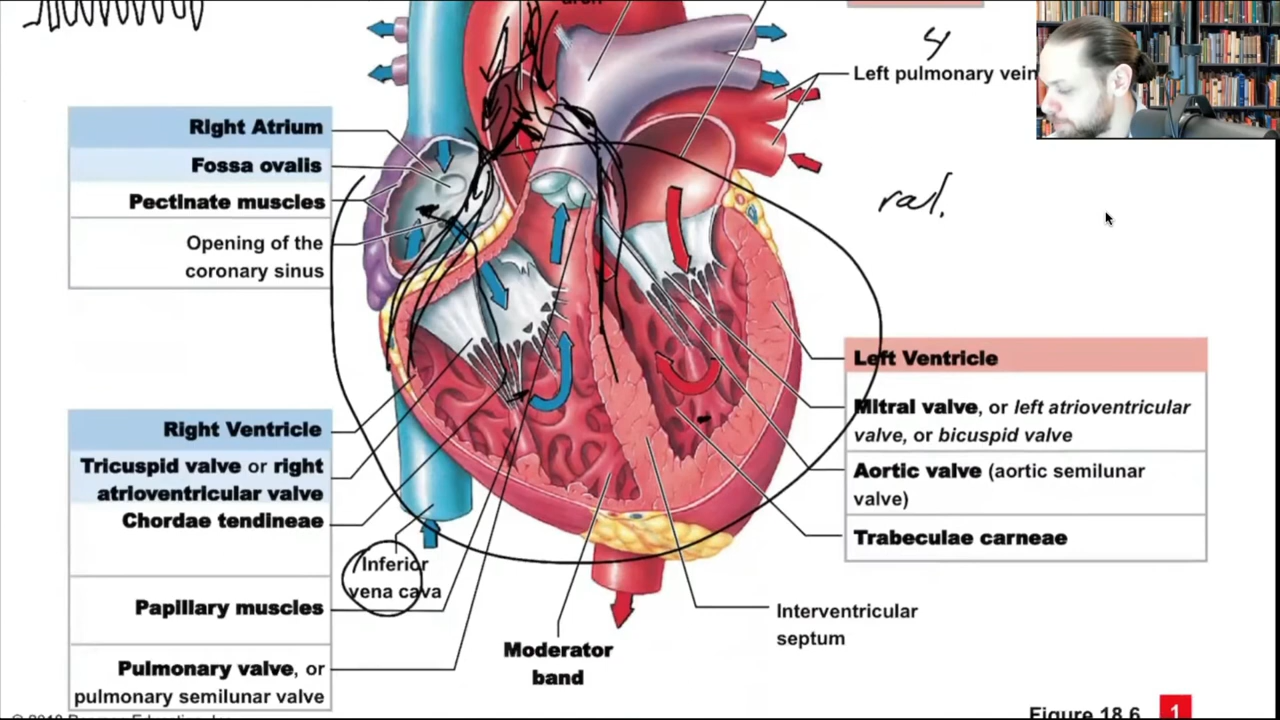 Left pulmonary vein
4
Right Atrium
Fossa ovalis
Pectinate muscles
Opening of the
coronary sinus
rad.
Left Ventricle
Mitral valve, or left atrioventricular
valve, or bicuspid valve
Aortic valve (aortic semilunar
valve)
Trabeculae carneae
Right Ventricle
Tricuspid valve or right
atrioventricular valve
Chordae tendineae
Inferior
vena cava
Papillary muscles
Interventricular
septum
Moderator
band
Pulmonary valve, or
pulmonary semilunar valve
Figure 18.6 1